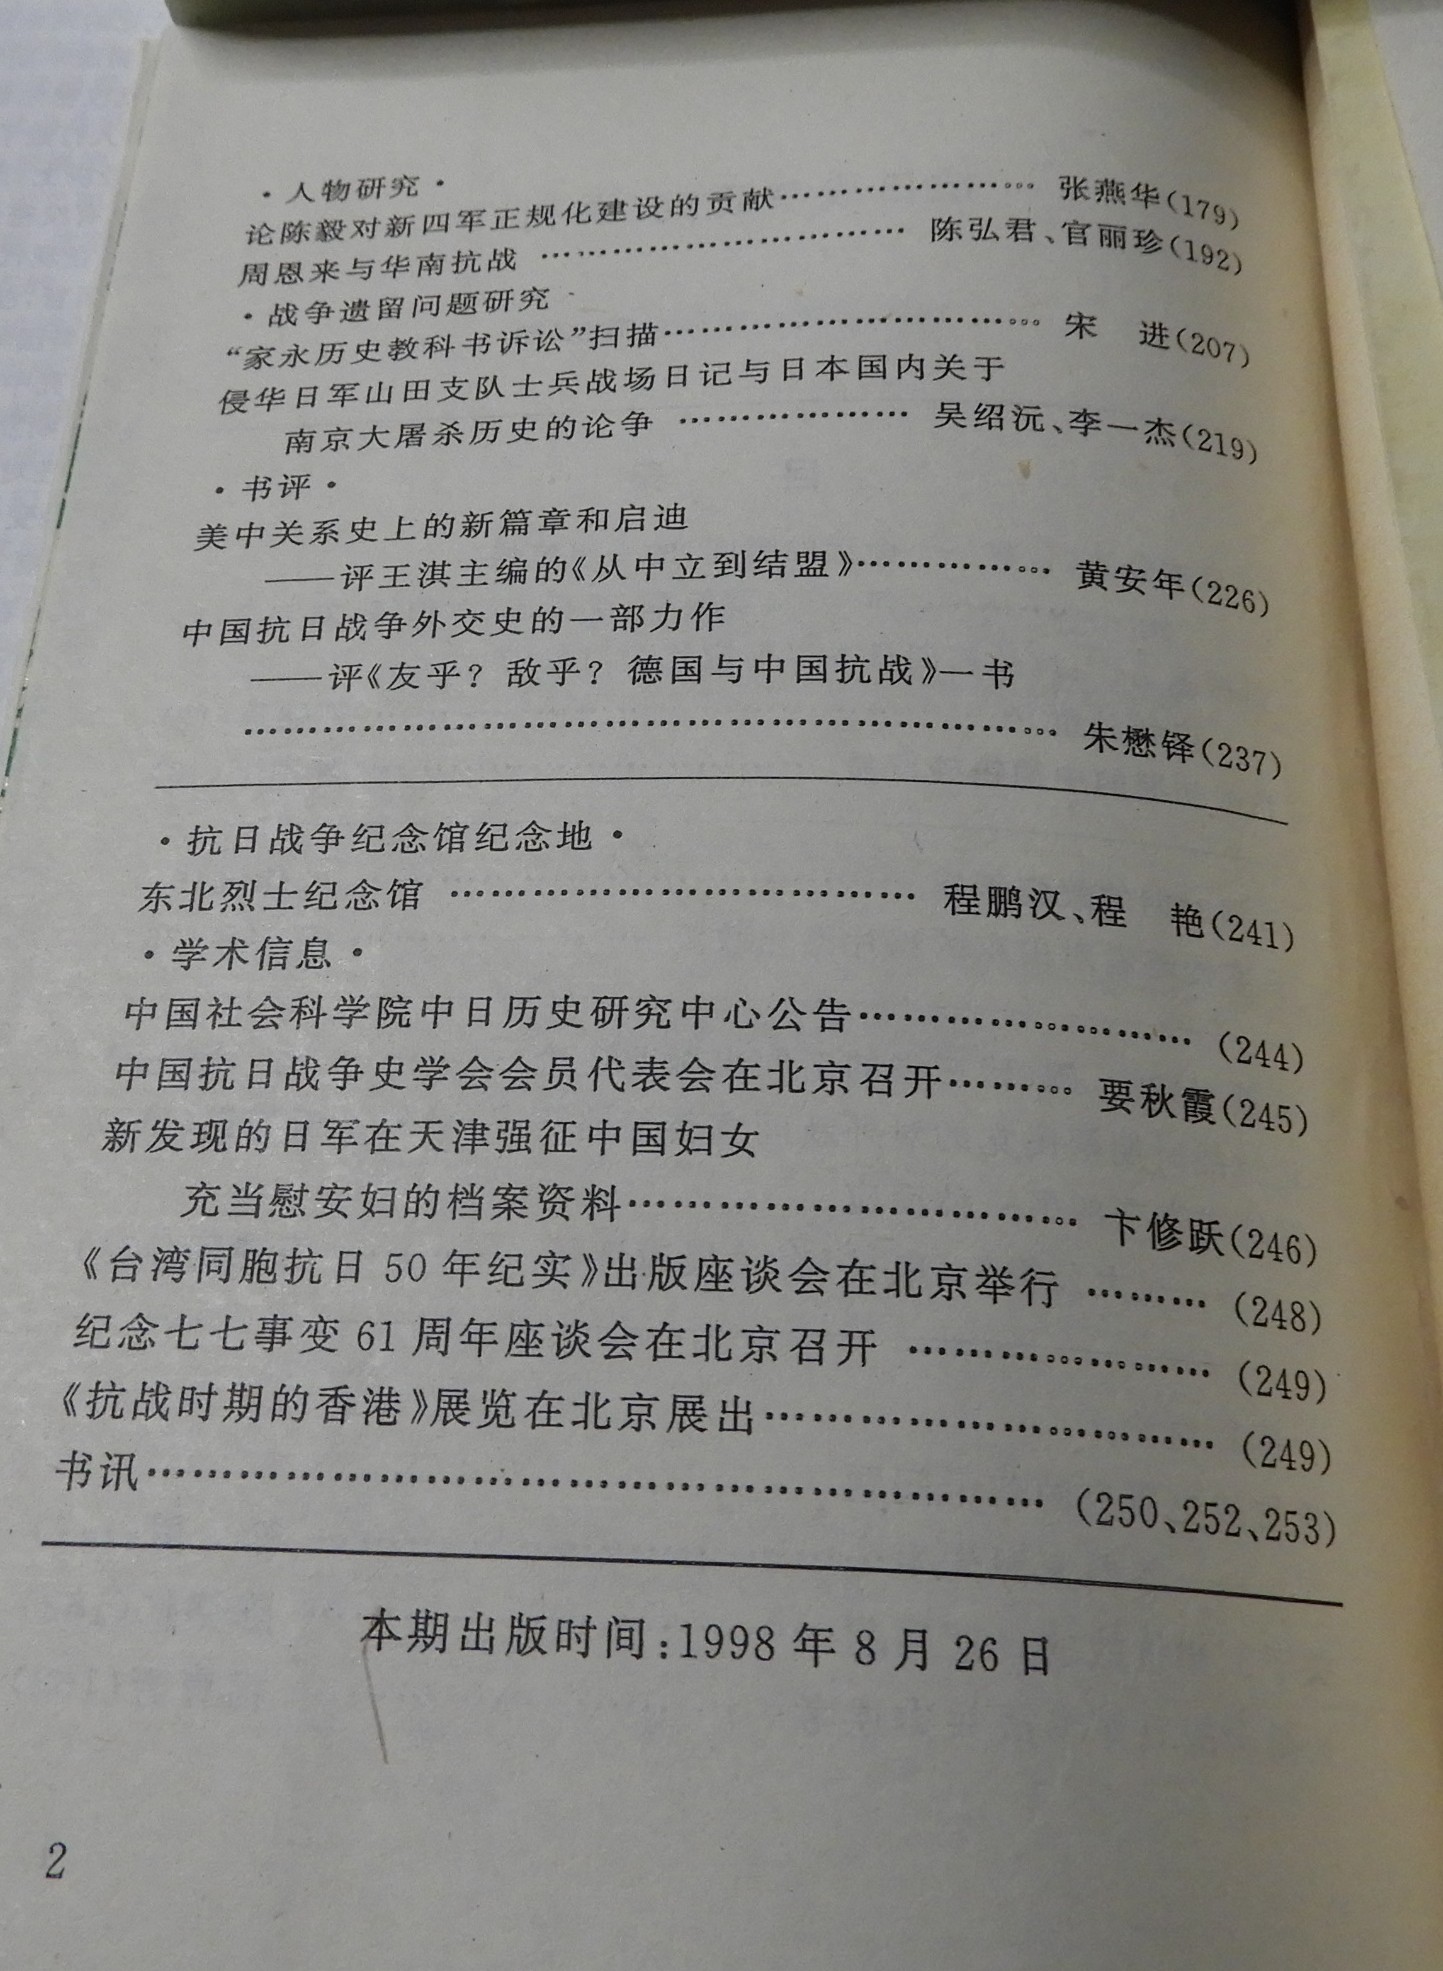 ·人物研究·
论陈毅对新四军正规化建设的贡献………………… 张燕华(179)
周恩来与华南抗战 ………………………… 陈弘君、官丽珍(192)
·战争遗留问题研究·
“家永历史教科书诉讼”扫描………………………… 宋 进(207)
侵华日军山田支队士兵战场日记与日本国内关于
南京大屠杀历史的论争 ……………… 吴绍沅、李一杰(219)
·书评·
美中关系史上的新篇章和启迪
——评王淇主编的《从中立到结盟》…………… 黄安年(226)
中国抗日战争外交史的一部力作
——评《友乎？敌乎？德国与中国抗战》一书
………………………………………………………… 朱懋铎(237)
·抗日战争纪念馆纪念地·
东北烈士纪念馆 ……………………………… 程鹏汉、程 艳(241)
·学术信息·
中国社会科学院中日历史研究中心公告…………………… (244)
中国抗日战争史学会会员代表会在北京召开……… 要秋霞(245)
新发现的日军在天津强征中国妇女
充当慰安妇的档案资料…………………………… 卞修跃(246)
《台湾同胞抗日 50 年纪实》出版座谈会在北京举行 ……… (248)
纪念七七事变 61 周年座谈会在北京召开 ………………… (249)
《抗战时期的香港》展览在北京展出………………………… (249)
书讯…………………………………………………… (250、252、253)
本期出版时间:1998 年 8 月 26 日
2